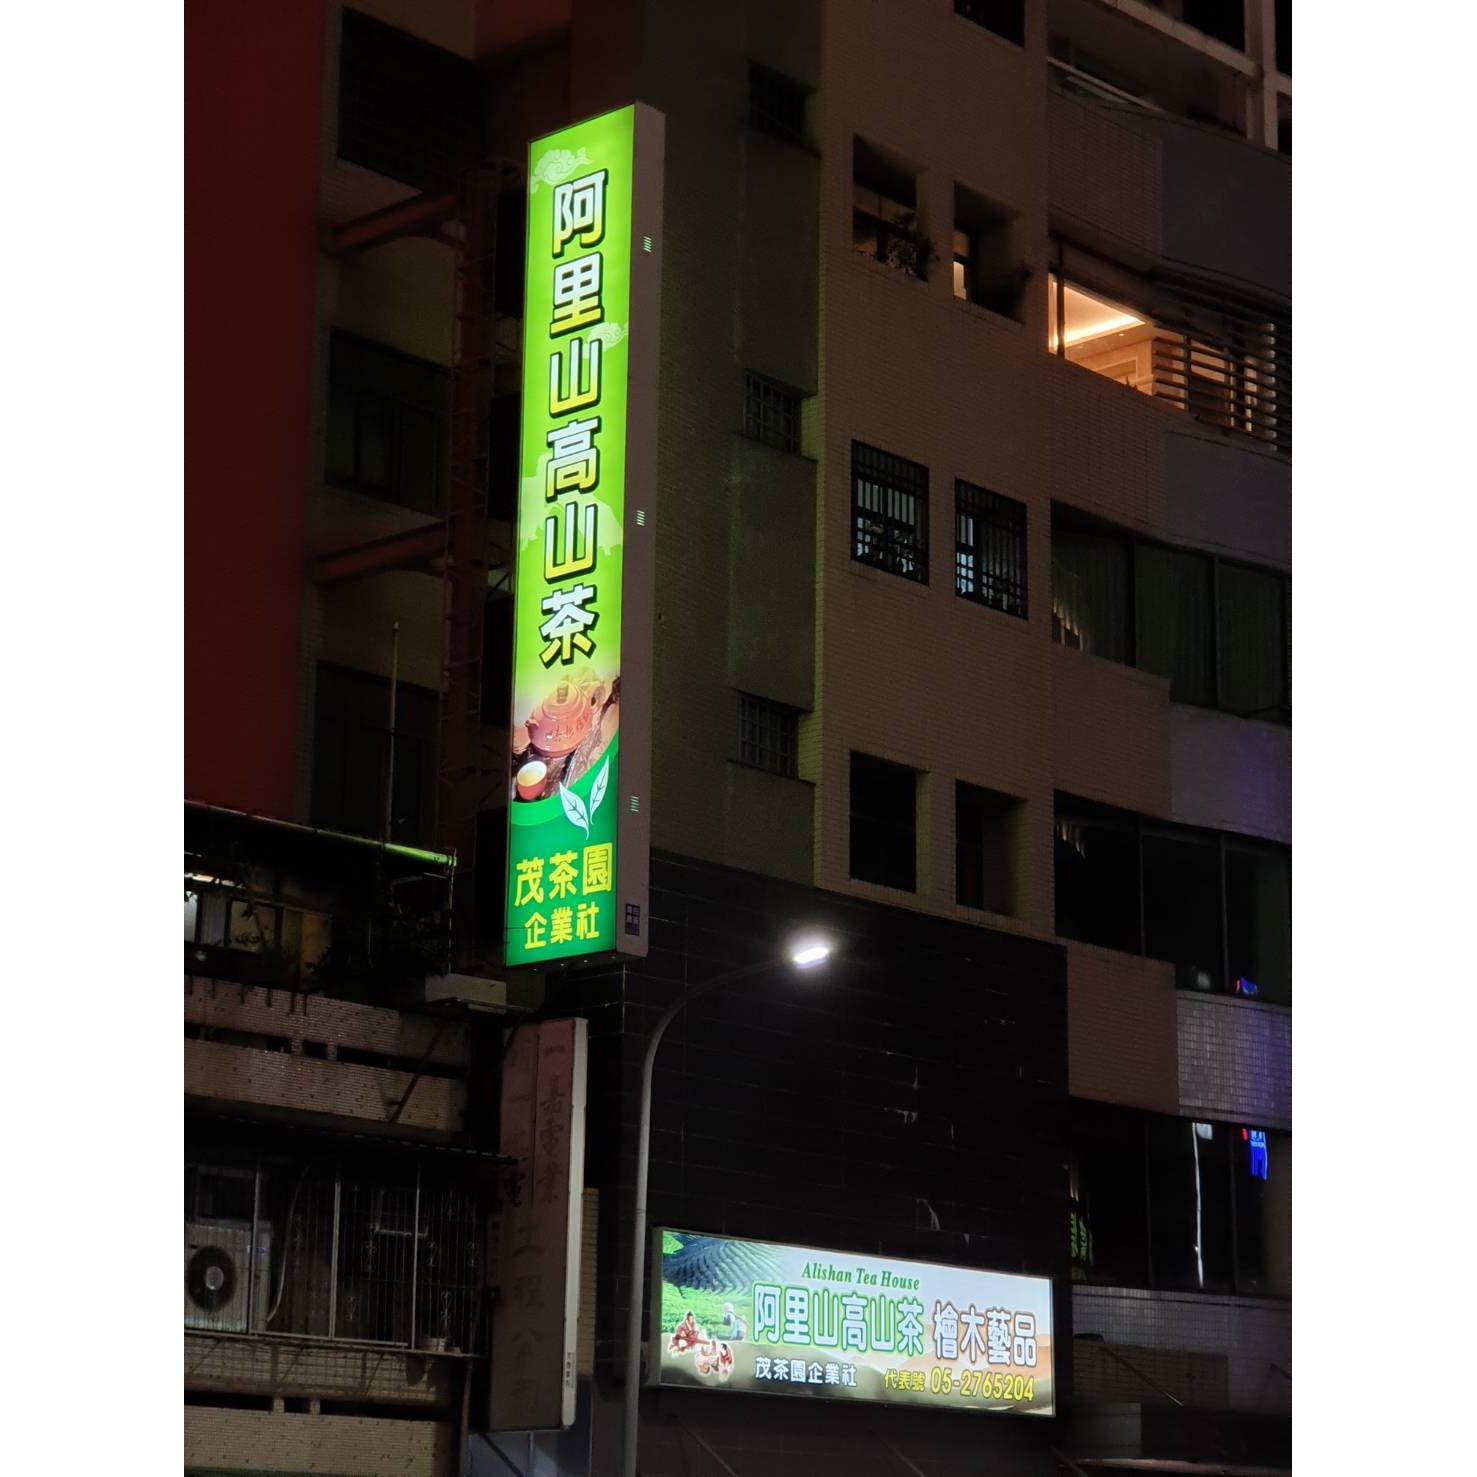 阿里山高山茶
茂茶園
企業社
Alishan Tea House
阿里山高山茶 檜木藝品
茂茶園企業社 代表號 05-2765204